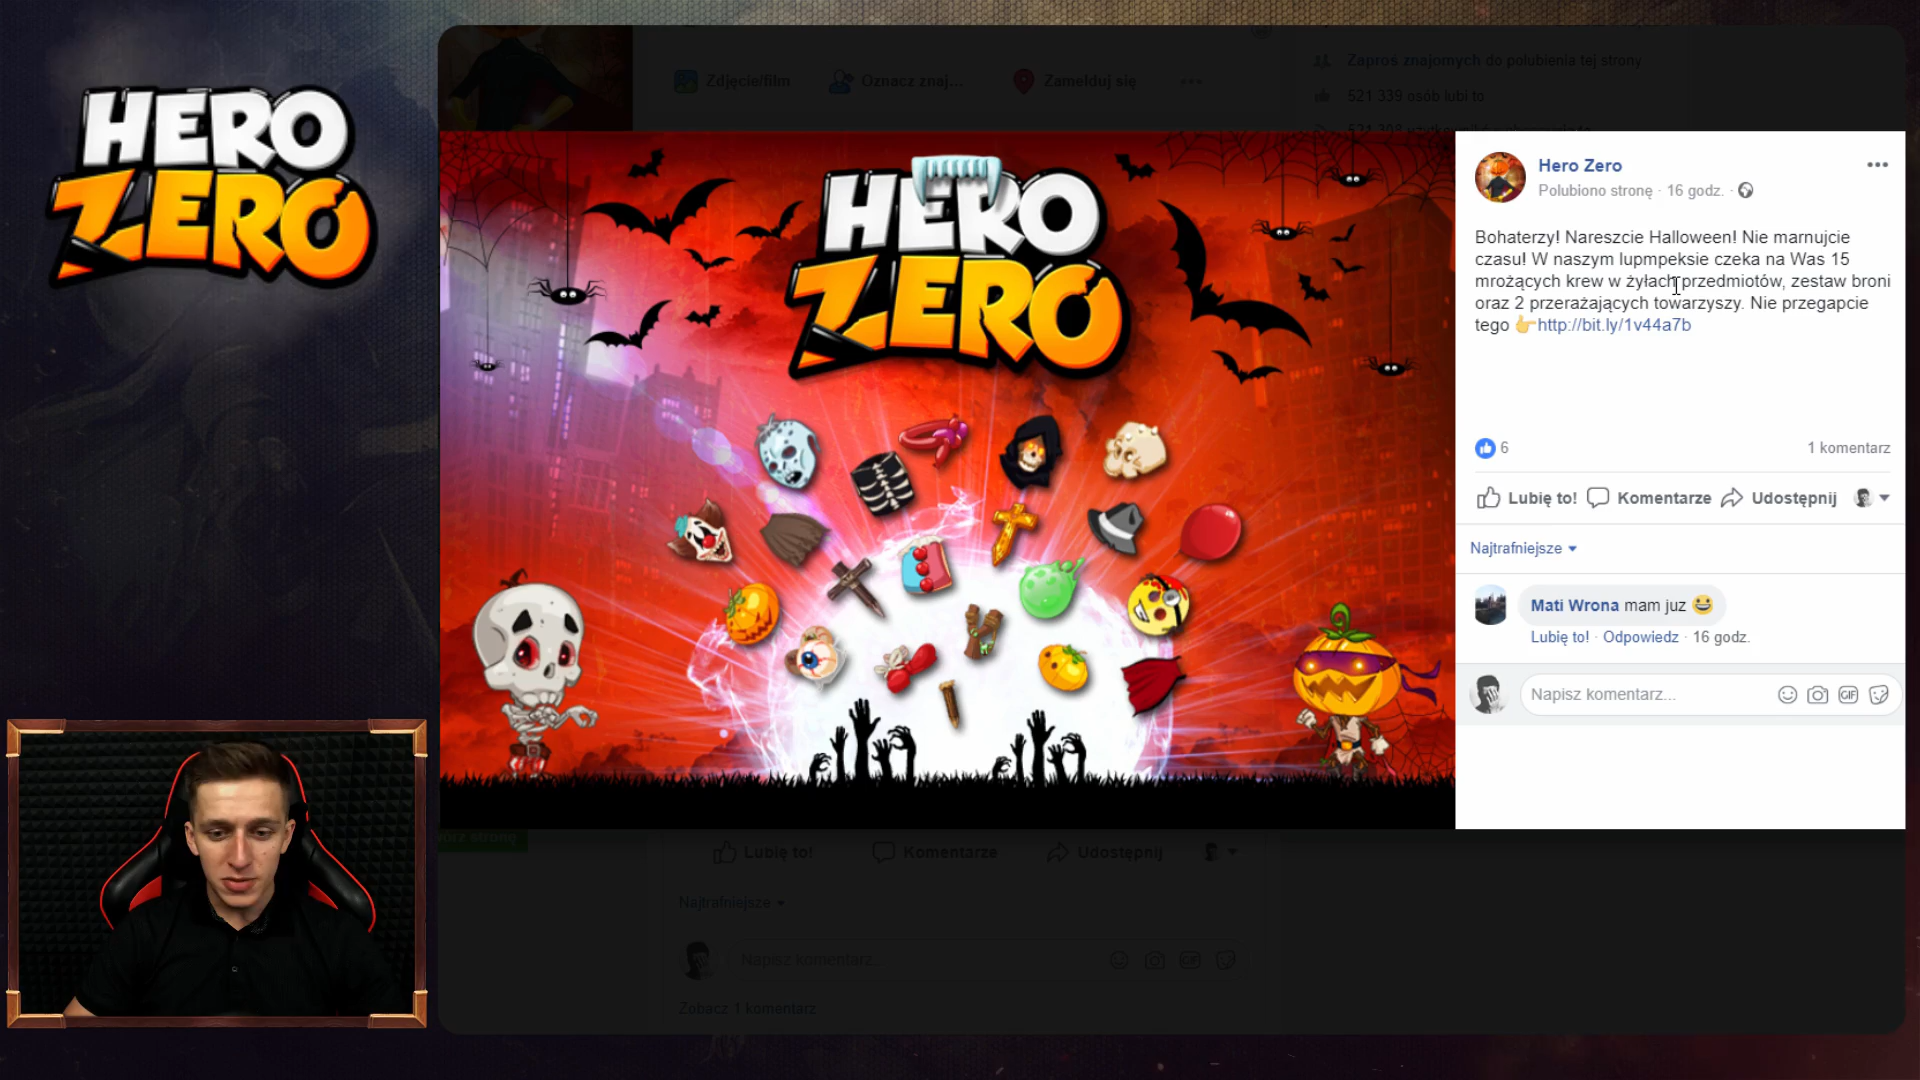 HERO
ZERO
Zdjęcie/film
Oznacz znaj...
Zamelduj się
Zaproś znajomych do polubienia tej strony
521 339 osób lubi to
HERO
ZERO
Hero Zero
Polubiono stronę · 16 godz. ·
Bohaterzy! Nareszcie Halloween! Nie marnujcie
czasu! W naszym lupmpeksie czeka na Was 15
mrożących krew w żyłach przedmiotów, zestaw broni
oraz 2 przerażających towarzyszy. Nie przegapcie
tego 👉http://bit.ly/1v44a7b
6
1 komentarz
Lubię to! Komentarze Udostępnij
Najtrafniejsze
Mati Wrona mam juz 😀
Lubię to! · Odpowiedz · 16 godz.
Napisz komentarz...
GIF
Lubię to!
Komentarze
Udostępnij
Najtrafniejsze
Napisz komentarz...
GIF
Zobacz 1 komentarz